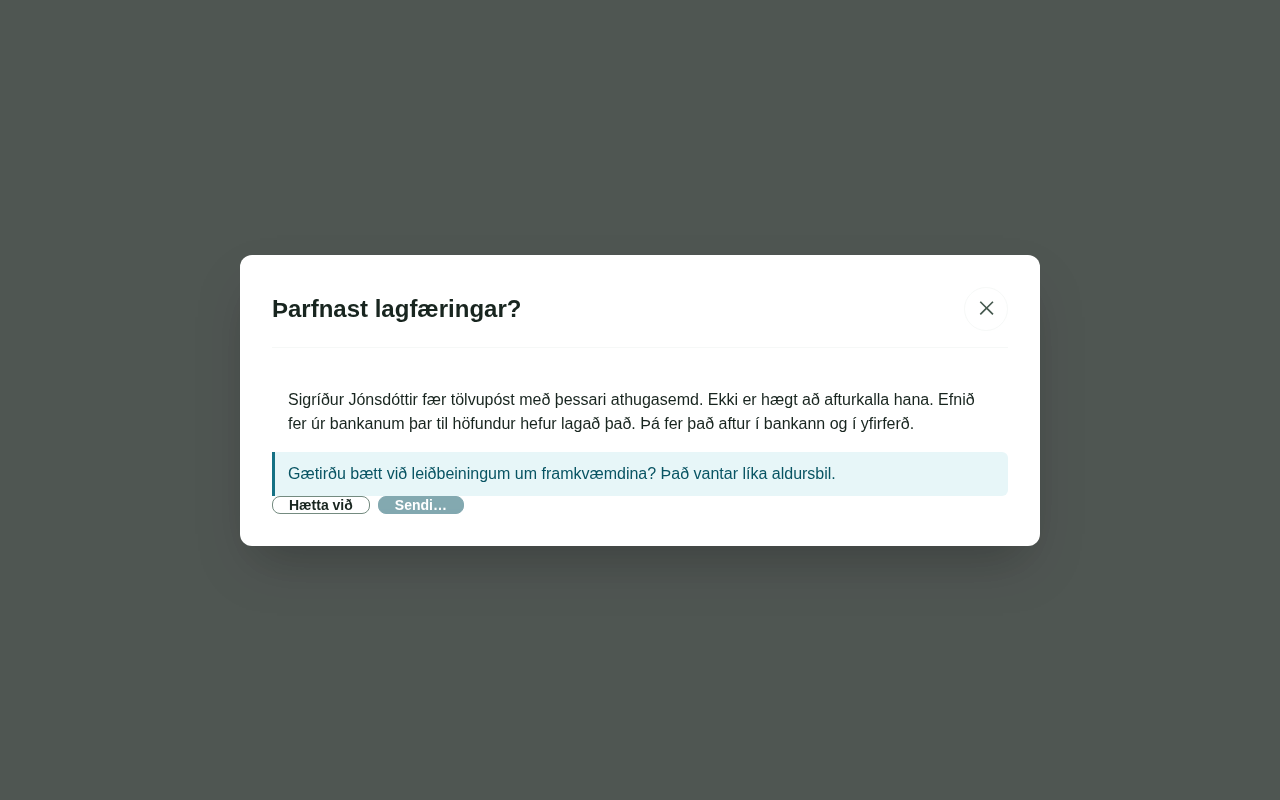 Þarfnast lagfæringar?
Sigríður Jónsdóttir fær tölvupóst með þessari athugasemd. Ekki er hægt að afturkalla hana. Efnið
fer úr bankanum þar til höfundur hefur lagað það. Þá fer það aftur í bankann og í yfirferð.
Gætirðu bætt við leiðbeiningum um framkvæmdina? Það vantar líka aldursbil.
Hætta við Sendi…